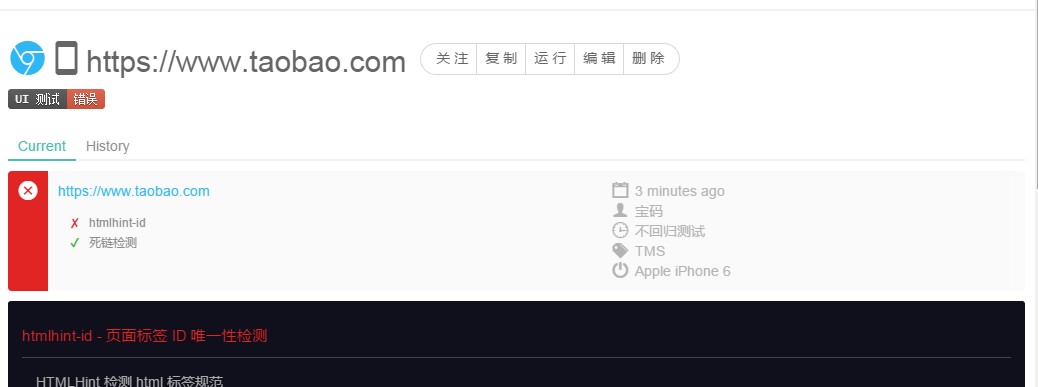 https://www.taobao.com 关注 复制 运行 编辑 删除
UI 测试 错误
Current History
https://www.taobao.com
✗ htmlhint-id
✓ 死链检测
3 minutes ago
宝码
不回归测试
TMS
Apple iPhone 6
htmlhint-id - 页面标签 ID 唯一性检测
HTMLHint 检测 html 标签规范